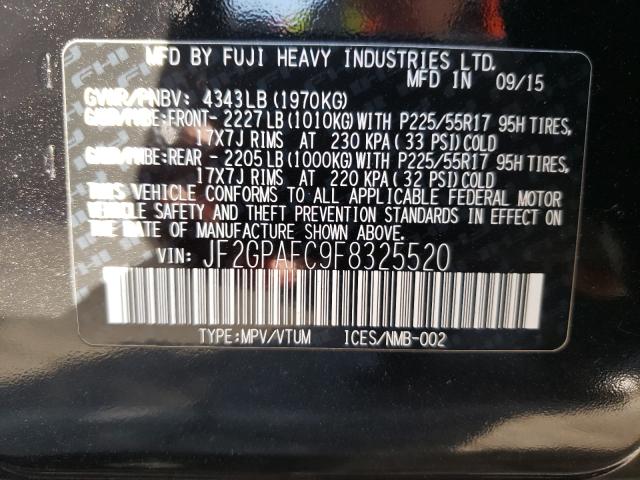 MFD BY FUJI HEAVY INDUSTRIES LTD.
MFD IN 09/15
GVWR/PNBV: 4343LB(1970KG)
GAWR/PNBE:FRONT- 2227LB(1010KG)WITH P225/55R17 95H TIRES,
17X7J RIMS AT 230 KPA( 33 PSI)COLD
GAWR/PNBE:REAR - 2205LB(1000KG)WITH P225/55R17 95H TIRES,
17X7J RIMS AT 220 KPA( 32 PSI)COLD
THIS VEHICLE CONFORMS TO ALL APPLICABLE FEDERAL MOTOR
VEHICLE SAFETY AND THEFT PREVENTION STANDARDS IN EFFECT ON
THE DATE OF MANUFACTURE SHOWN ABOVE.
VIN: JF2GPAFC9F8325520
TYPE:MPV/VTUM ICES/NMB-002